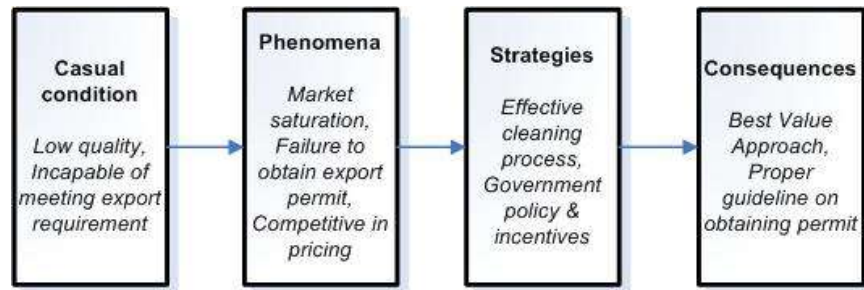 Casual
condition
Low quality,
Incapable of
meeting export
requirement
Phenomena
Market
saturation,
Failure to
obtain export
permit,
Competitive in
pricing
Strategies
Effective
cleaning
process,
Government
policy &
incentives
Consequences
Best Value
Approach,
Proper
guideline on
obtaining permit